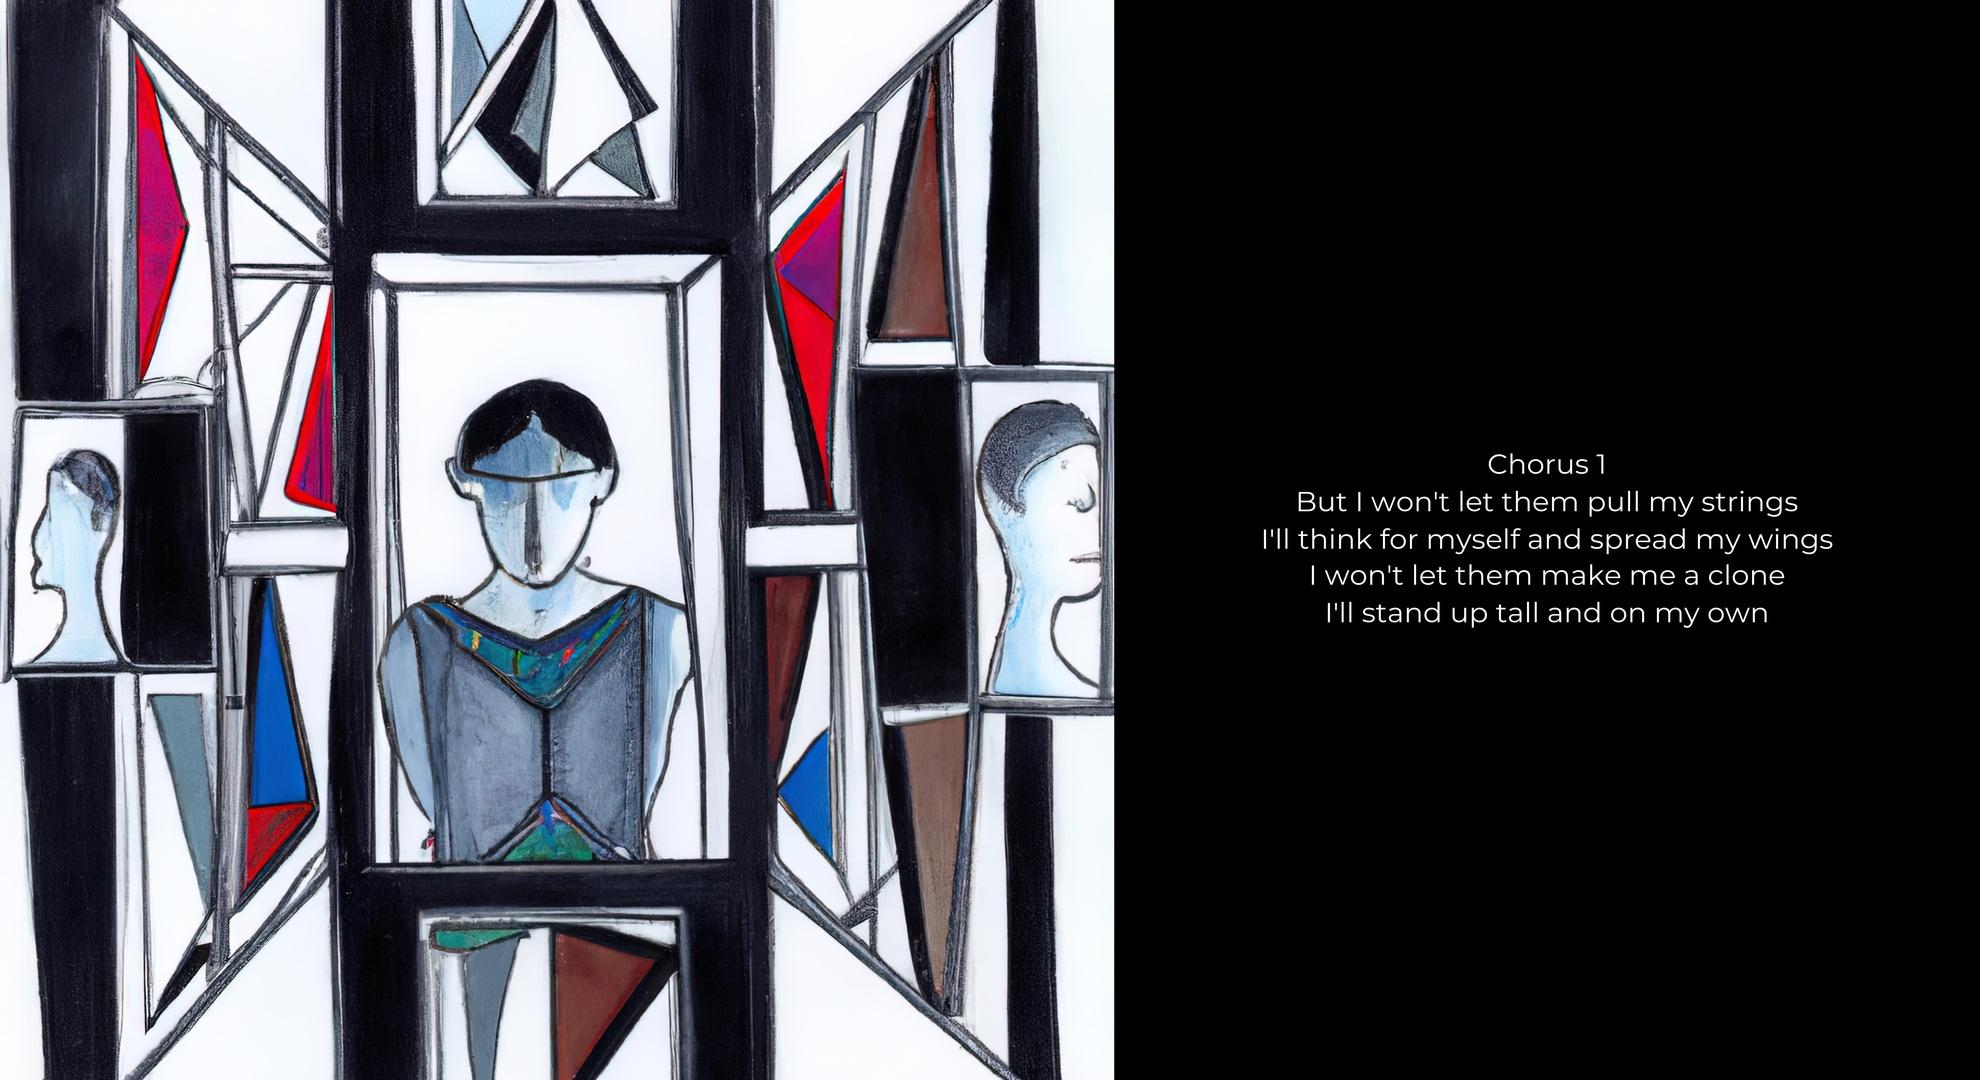 Chorus 1
But I won't let them pull my strings
I'll think for myself and spread my wings
I won't let them make me a clone
I'll stand up tall and on my own